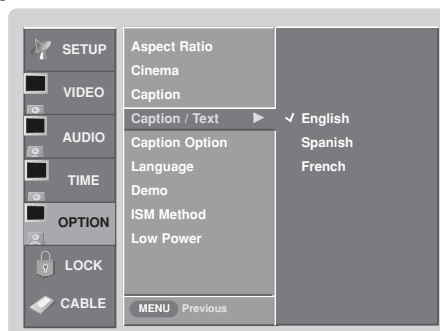 SETUP
VIDEO
AUDIO
TIME
OPTION
LOCK
CABLE
Aspect Ratio
Cinema
Caption
Caption / Text
Caption Option
Language
Demo
ISM Method
Low Power
MENU Previous
English
Spanish
French